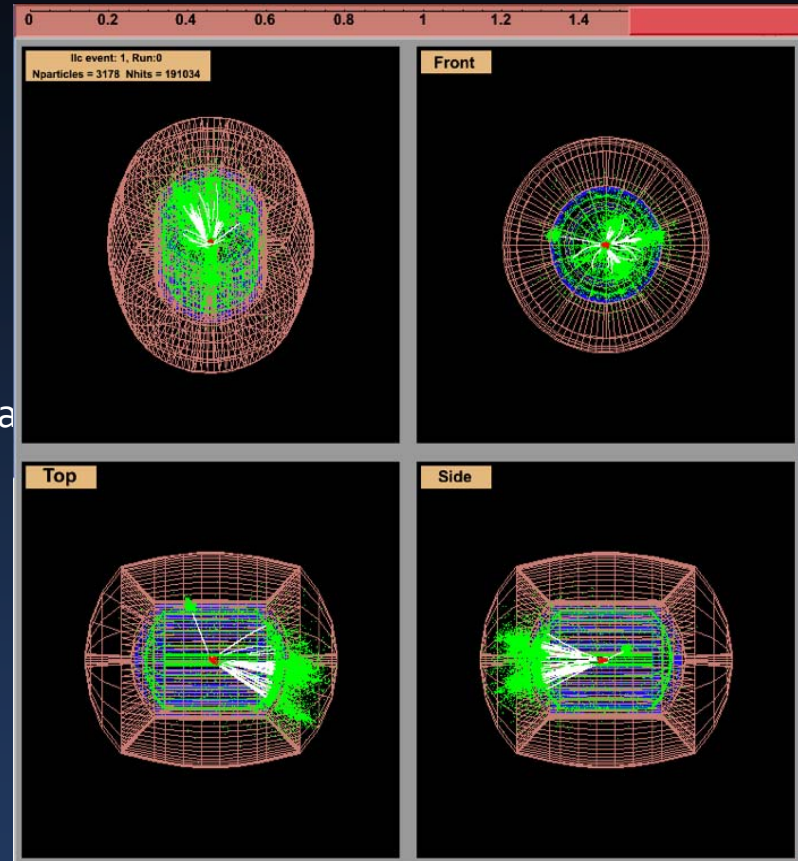 0 0.2 0.4 0.6 0.8 1 1.2 1.4
Ilc event: 1, Run:0
Nparticles = 3178 Nhits = 191034
Front
a
Top
Side